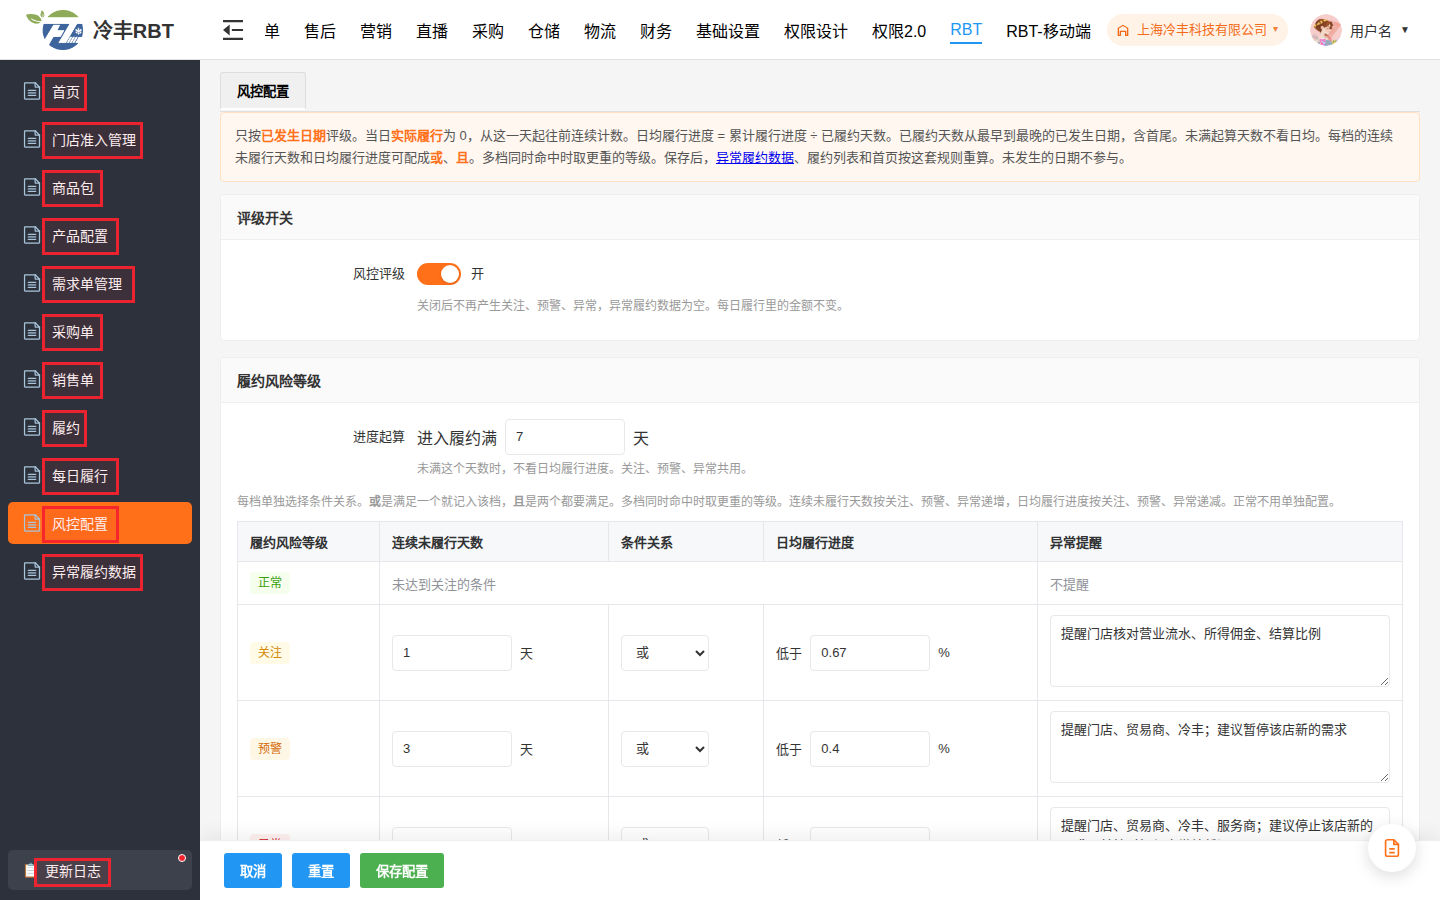 冷丰RBT
单 售后 营销 直播 采购 仓储 物流 财务 基础设置 权限设计 权限2.0 RBT RBT-移动端 上海冷丰科技有限公司 ▾ 用户名 ▼
首页
门店准入管理
商品包
产品配置
需求单管理
采购单
销售单
履约
每日履行
风控配置
异常履约数据
更新日志
风控配置
只按已发生日期评级。当日实际履行为 0，从这一天起往前连续计数。日均履行进度 = 累计履行进度 ÷ 已履约天数。已履约天数从最早到最晚的已发生日期，含首尾。未满起算天数不看日均。每档的连续
未履行天数和日均履行进度可配成或、且。多档同时命中时取更重的等级。保存后，异常履约数据、履约列表和首页按这套规则重算。未发生的日期不参与。
评级开关
风控评级 开
关闭后不再产生关注、预警、异常，异常履约数据为空。每日履行里的金额不变。
履约风险等级
进度起算 进入履约满 7 天
未满这个天数时，不看日均履行进度。关注、预警、异常共用。
每档单独选择条件关系。或是满足一个就记入该档，且是两个都要满足。多档同时命中时取更重的等级。连续未履行天数按关注、预警、异常递增，日均履行进度按关注、预警、异常递减。正常不用单独配置。
履约风险等级 连续未履行天数 条件关系 日均履行进度 异常提醒
正常 未达到关注的条件 不提醒
关注 1 天 或 低于 0.67 % 提醒门店核对营业流水、所得佣金、结算比例
预警 3 天 或 低于 0.4 % 提醒门店、贸易商、冷丰；建议暂停该店新的需求
提醒门店、贸易商、冷丰、服务商；建议停止该店新的
取消 重置 保存配置